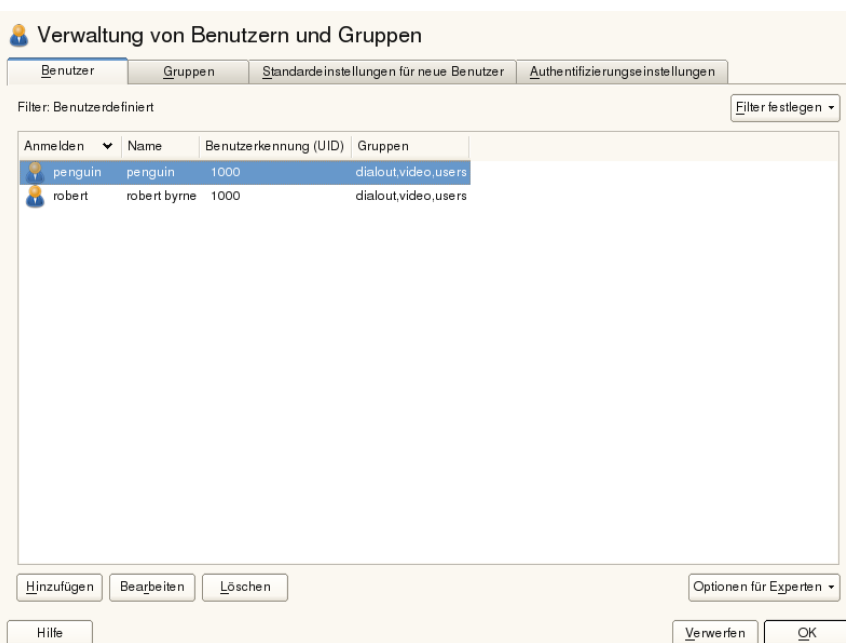 Verwaltung von Benutzern und Gruppen
Benutzer Gruppen Standardeinstellungen für neue Benutzer Authentifizierungseinstellungen
Filter: Benutzerdefiniert Filter festlegen
Anmelden Name Benutzerkennung (UID) Gruppen
penguin penguin 1000 dialout,video,users
robert robert byrne 1000 dialout,video,users
Hinzufügen Bearbeiten Löschen Optionen für Experten
Hilfe Verwerfen OK